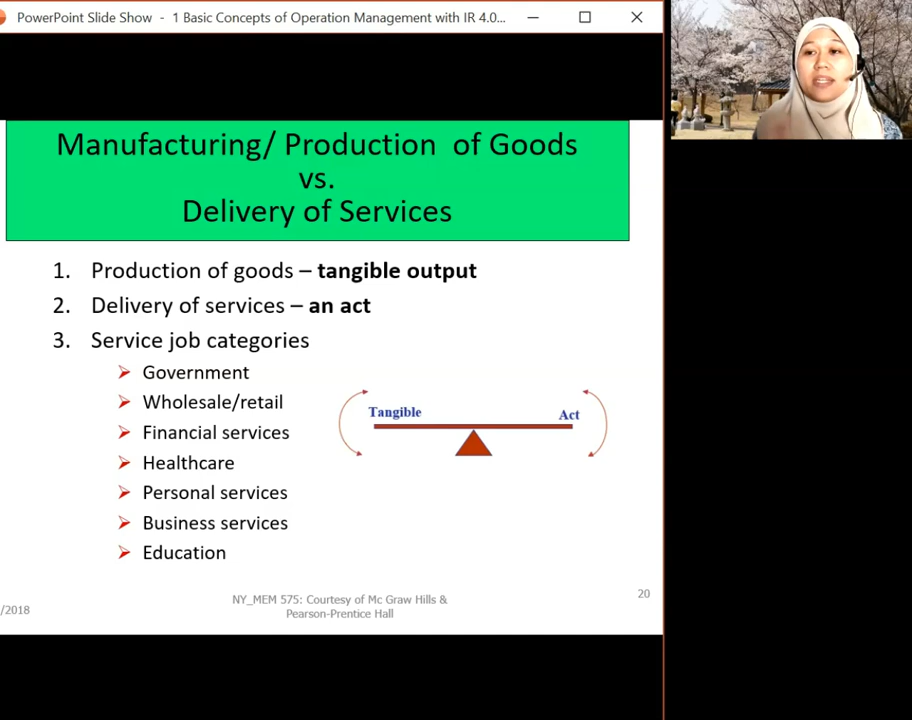 PowerPoint Slide Show - 1 Basic Concepts of Operation Management with IR 4.0...
Manufacturing/ Production of Goods
vs.
Delivery of Services
1. Production of goods – tangible output
2. Delivery of services – an act
3. Service job categories
Government
Wholesale/retail
Financial services
Healthcare
Personal services
Business services
Education
Tangible
Act
/2018
NY_MEM 575: Courtesy of Mc Graw Hills &
Pearson-Prentice Hall
20